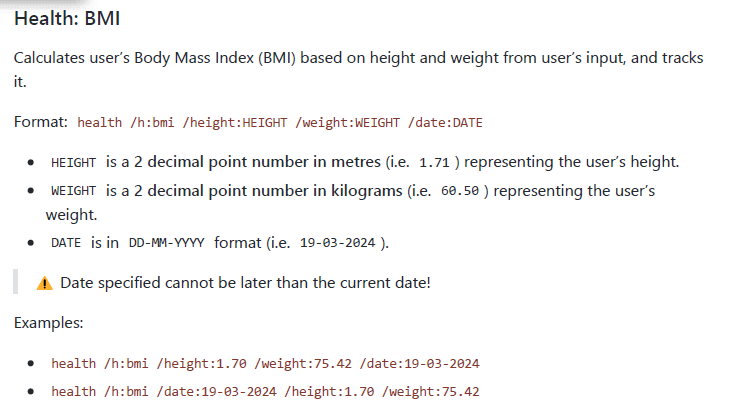 Health: BMI
Calculates user’s Body Mass Index (BMI) based on height and weight from user’s input, and tracks
it.
Format: health /h:bmi /height:HEIGHT /weight:WEIGHT /date:DATE
• HEIGHT is a 2 decimal point number in metres (i.e. 1.71 ) representing the user’s height.
• WEIGHT is a 2 decimal point number in kilograms (i.e. 60.50 ) representing the user’s
weight.
• DATE is in DD-MM-YYYY format (i.e. 19-03-2024 ).
⚠️ Date specified cannot be later than the current date!
Examples:
• health /h:bmi /height:1.70 /weight:75.42 /date:19-03-2024
• health /h:bmi /date:19-03-2024 /height:1.70 /weight:75.42